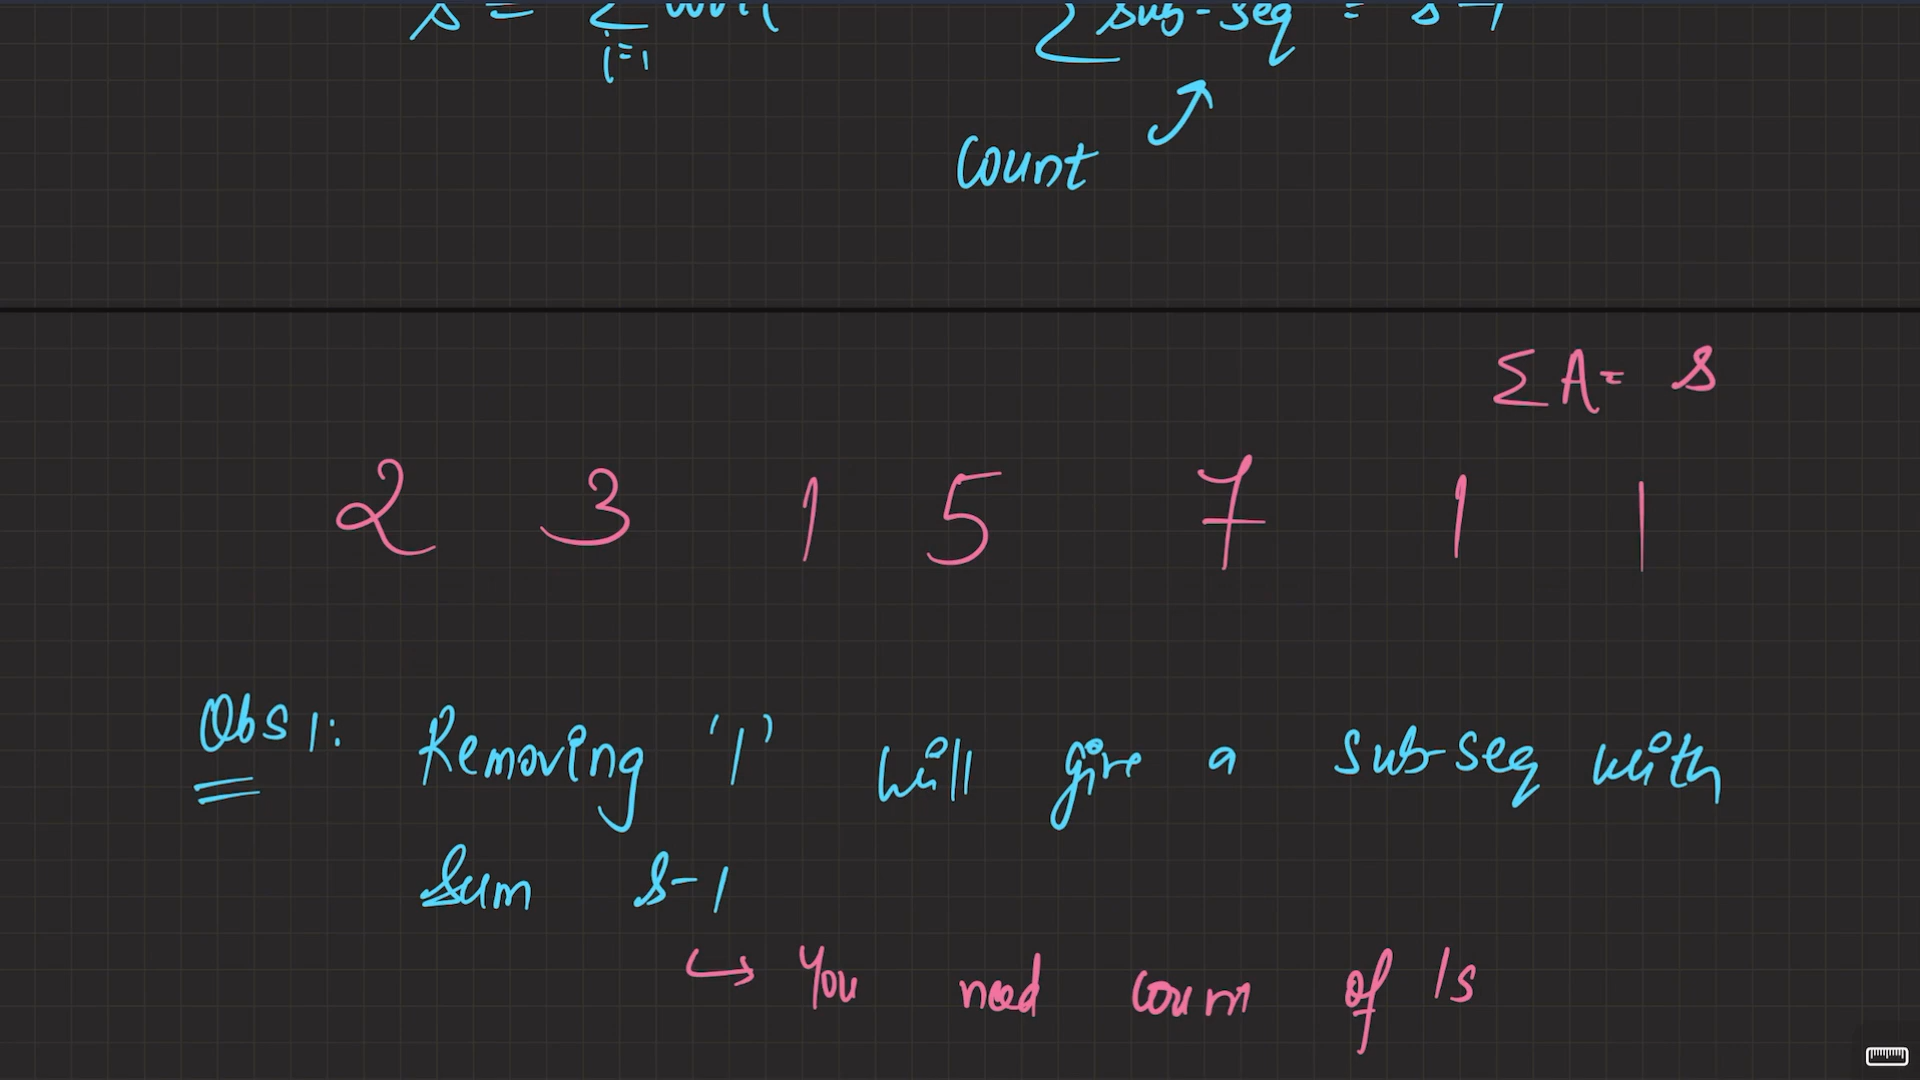 s = Σ
i=1
Σ sub-seq = s-1
Count
Σ A = s
2 3 1 5 7 1 1
Obs 1: Removing '1' will give a sub-seq with
sum s-1
↪ You need count of 1s